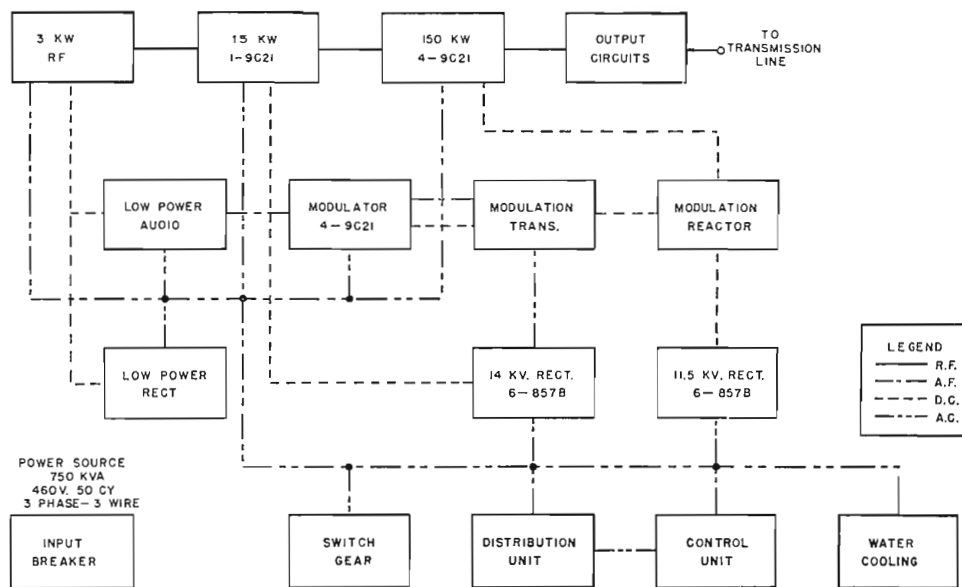 3 KW
RF
15 KW
1-9C21
150 KW
4-9C21
OUTPUT
CIRCUITS
TO
TRANSMISSION
LINE
LOW POWER
AUDIO
MODULATOR
4-9C21
MODULATION
TRANS.
MODULATION
REACTOR
LOW POWER
RECT
14 KV. RECT.
6-857B
11.5 KV. RECT.
6-857B
LEGEND
R.F.
A.F.
D.C.
A.C.
POWER SOURCE
750 KVA
460V. 50 CY
3 PHASE-3 WIRE
INPUT
BREAKER
SWITCH
GEAR
DISTRIBUTION
UNIT
CONTROL
UNIT
WATER
COOLING